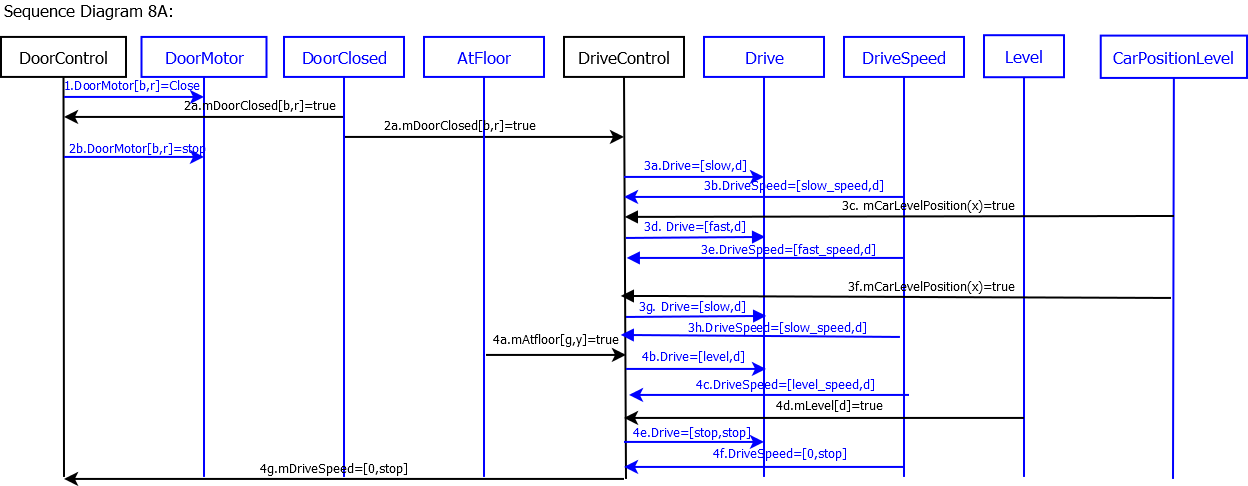 Sequence Diagram 8A:
DoorControl
DoorMotor
DoorClosed
AtFloor
DriveControl
Drive
DriveSpeed
Level
CarPositionLevel
1.DoorMotor[b,r]=Close
2a.mDoorClosed[b,r]=true
2a.mDoorClosed[b,r]=true
2b.DoorMotor[b,r]=stop
3a.Drive=[slow,d]
3b.DriveSpeed=[slow_speed,d]
3c. mCarLevelPosition(x)=true
3d. Drive=[fast,d]
3e.DriveSpeed=[fast_speed,d]
3f.mCarLevelPosition(x)=true
3g. Drive=[slow,d]
3h.DriveSpeed=[slow_speed,d]
4a.mAtfloor[g,y]=true
4b.Drive=[level,d]
4c.DriveSpeed=[level_speed,d]
4d.mLevel[d]=true
4e.Drive=[stop,stop]
4f.DriveSpeed=[0,stop]
4g.mDriveSpeed=[0,stop]